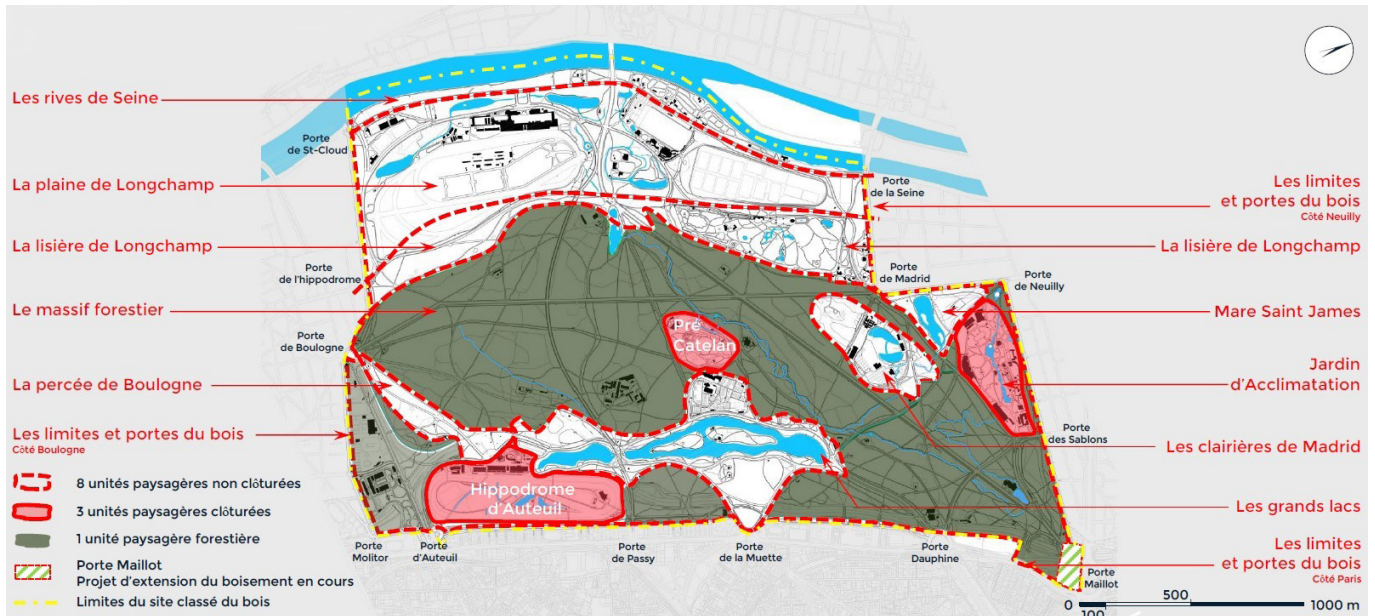 Les rives de Seine
Porte
de St-Cloud
La plaine de Longchamp
La lisière de Longchamp
Porte
de l'hippodrome
Le massif forestier
Porte
de Boulogne
La percée de Boulogne
Les limites et portes du bois
Côté Boulogne
8 unités paysagères non clôturées
3 unités paysagères clôturées
1 unité paysagère forestière
Porte Maillot
Projet d'extension du boisement en cours
Limites du site classé du bois
Pré
Catelan
Hippodrome
d'Auteuil
Porte
Molitor
Porte
d'Auteuil
Porte
de Passy
Porte
de la Muette
Porte
Dauphine
Porte
Maillot
Porte
de la Seine
Les limites
et portes du bois
Côté Neuilly
La lisière de Longchamp
Porte
de Madrid
Porte
de Neuilly
Mare Saint James
Jardin
d'Acclimatation
Porte
des Sablons
Les clairières de Madrid
Les grands lacs
Les limites
et portes du bois
Côté Paris
0 500 1000 m
100